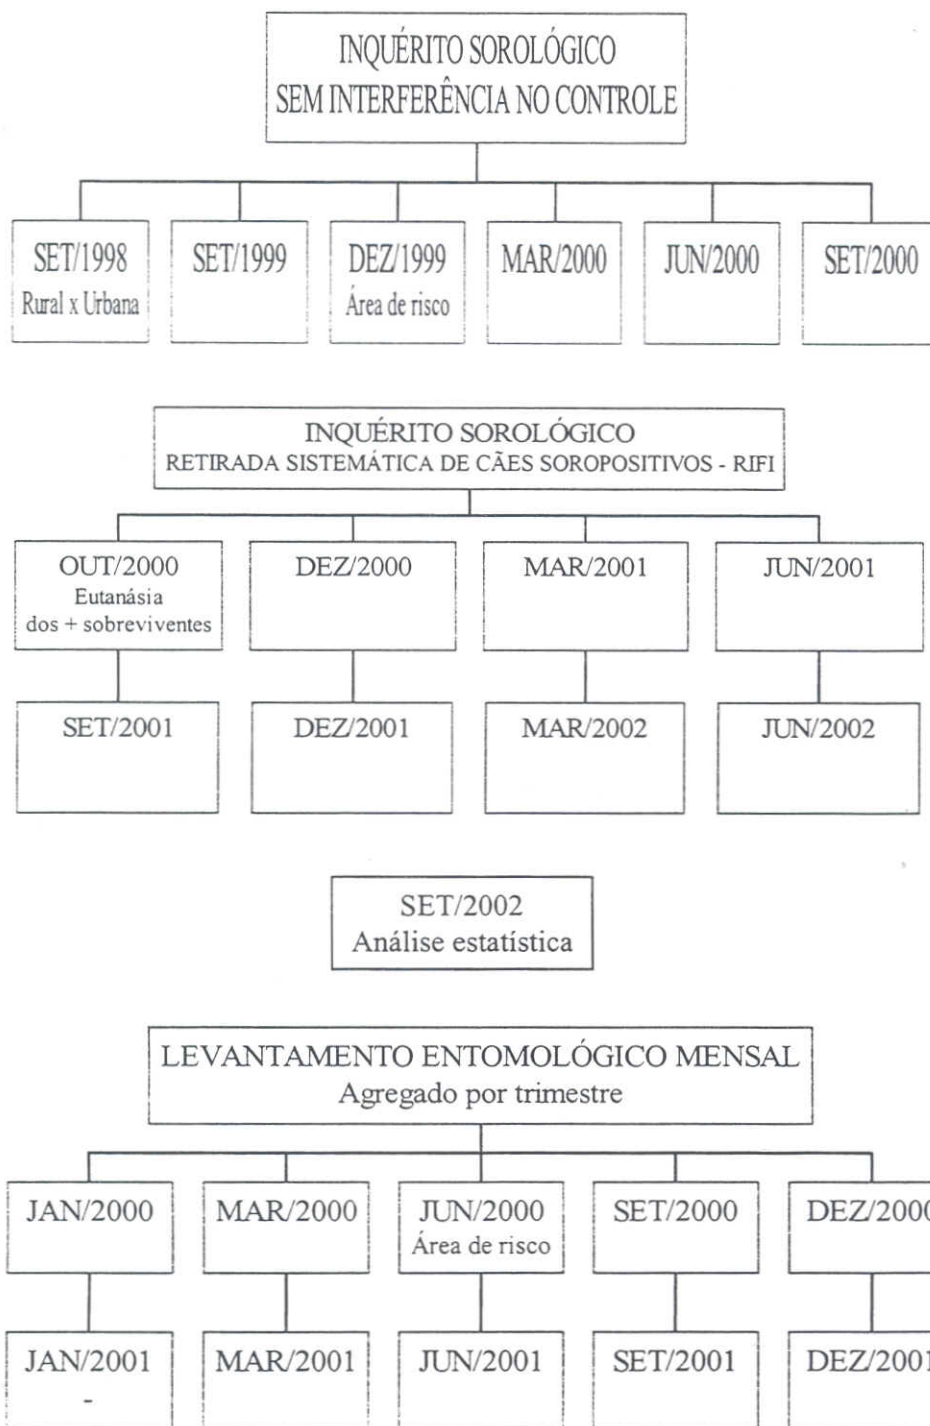 INQUÉRITO SOROLÓGICO
SEM INTERFERÊNCIA NO CONTROLE
SET/1998
Rural x Urbana
SET/1999
DEZ/1999
Área de risco
MAR/2000
JUN/2000
SET/2000
INQUÉRITO SOROLÓGICO
RETIRADA SISTEMÁTICA DE CÃES SOROPOSITIVOS - RIFI
OUT/2000
Eutanásia
dos + sobreviventes
DEZ/2000
MAR/2001
JUN/2001
SET/2001
DEZ/2001
MAR/2002
JUN/2002
SET/2002
Análise estatística
LEVANTAMENTO ENTOMOLÓGICO MENSAL
Agregado por trimestre
JAN/2000
MAR/2000
JUN/2000
Área de risco
SET/2000
DEZ/2000
JAN/2001
-
MAR/2001
JUN/2001
SET/2001
DEZ/2001